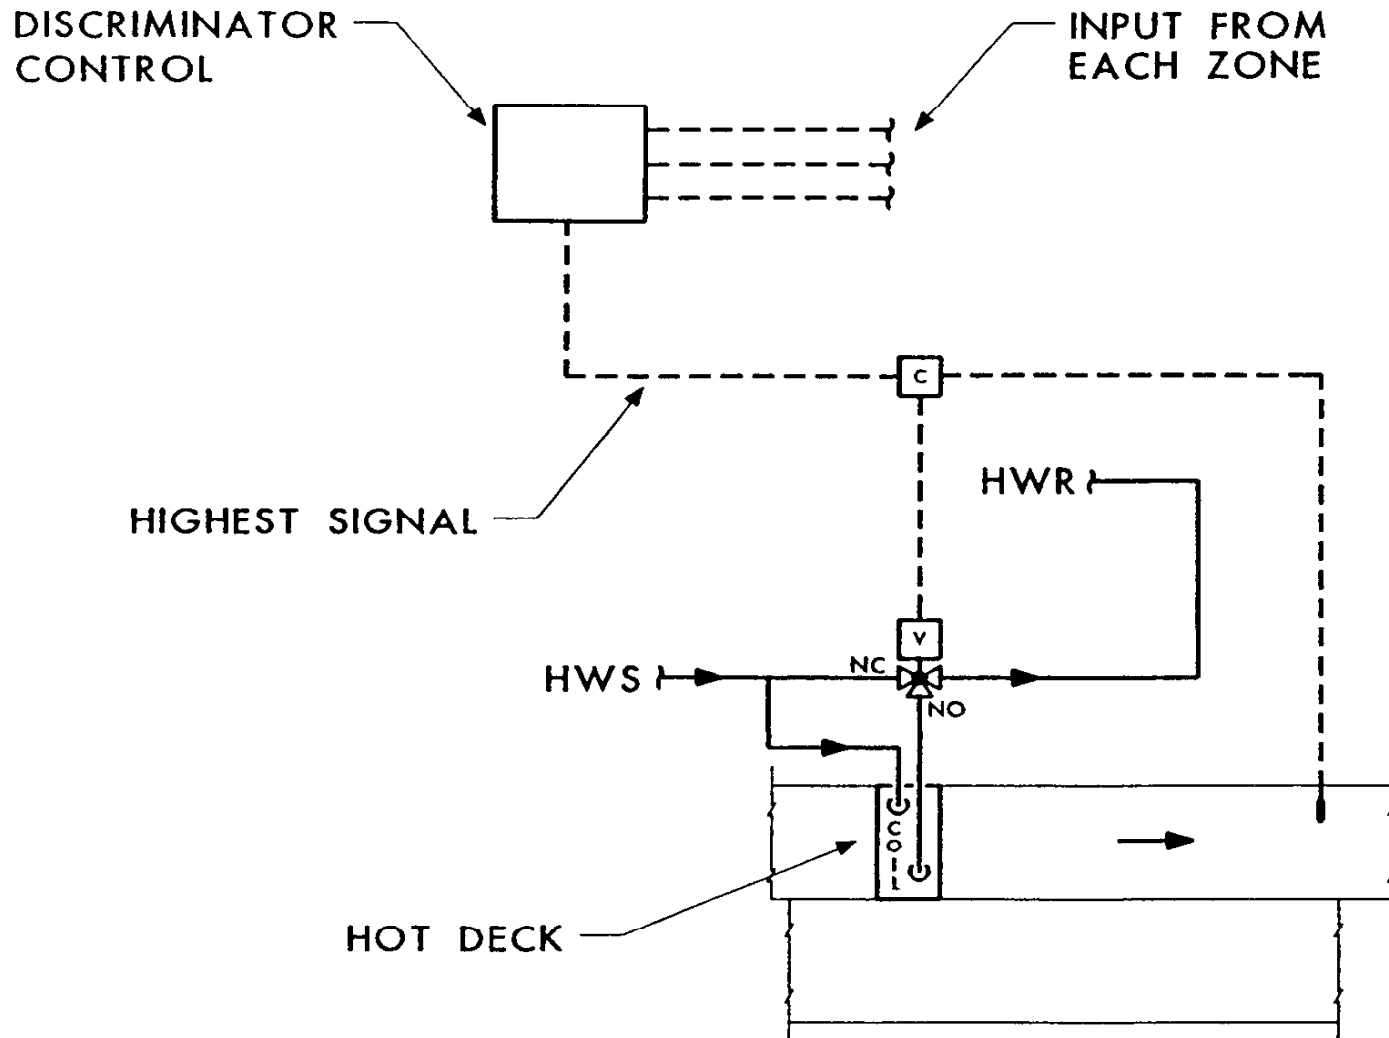 DISCRIMINATOR
CONTROL
INPUT FROM
EACH ZONE
C
HWR
HIGHEST SIGNAL
V
NC
HWS
NO
COIL
HOT DECK